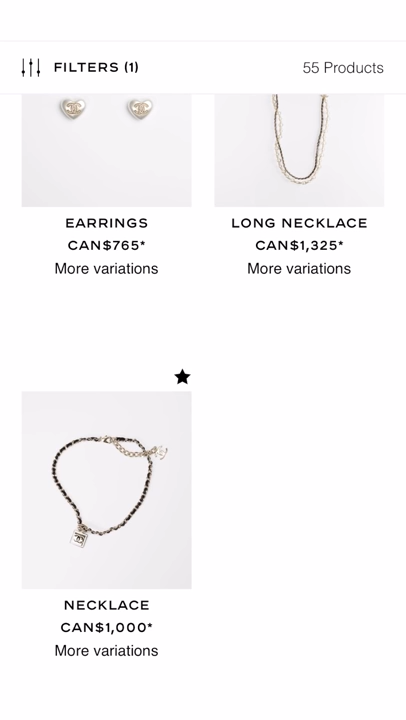 FILTERS (1)
55 Products
EARRINGS
CAN$765*
More variations
LONG NECKLACE
CAN$1,325*
More variations
NECKLACE
CAN$1,000*
More variations